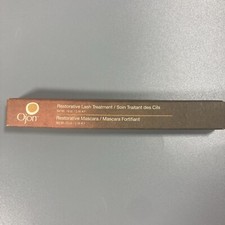 Ojon
Restorative Lash Treatment / Soin Traitant des Cils
Restorative Mascara / Mascara Fortifiant